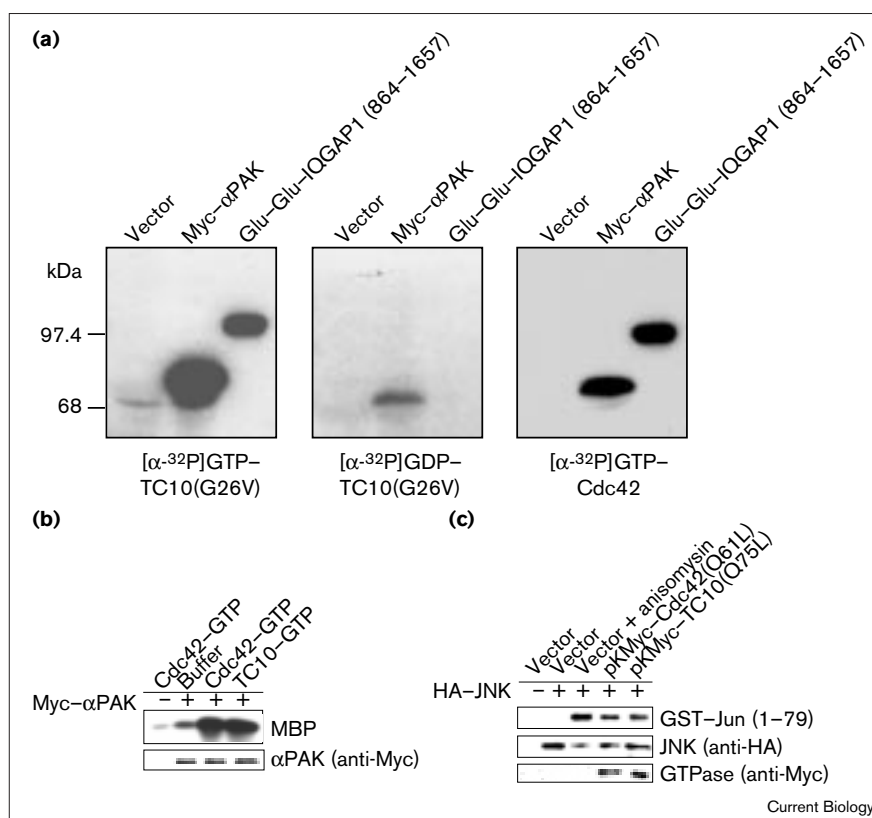 (a)
Vector
Myc–αPAK
Glu–Glu–IQGAP1 (864–1657)
Vector
Myc–αPAK
Glu–Glu–IQGAP1 (864–1657)
Vector
Myc–αPAK
Glu–Glu–IQGAP1 (864–1657)
kDa
97.4
68
[α-³²P]GTP–
TC10(G26V)
[α-³²P]GDP–
TC10(G26V)
[α-³²P]GTP–
Cdc42
(b)
Cdc42–GTP
Buffer
Cdc42–GTP
TC10–GTP
Myc–αPAK – + + +
MBP
αPAK (anti-Myc)
(c)
Vector
Vector
Vector + anisomysin
pKMyc–Cdc42(Q61L)
pKMyc–TC10(Q75L)
HA–JNK – + + + +
GST–Jun (1–79)
JNK (anti-HA)
GTPase (anti-Myc)
Current Biology